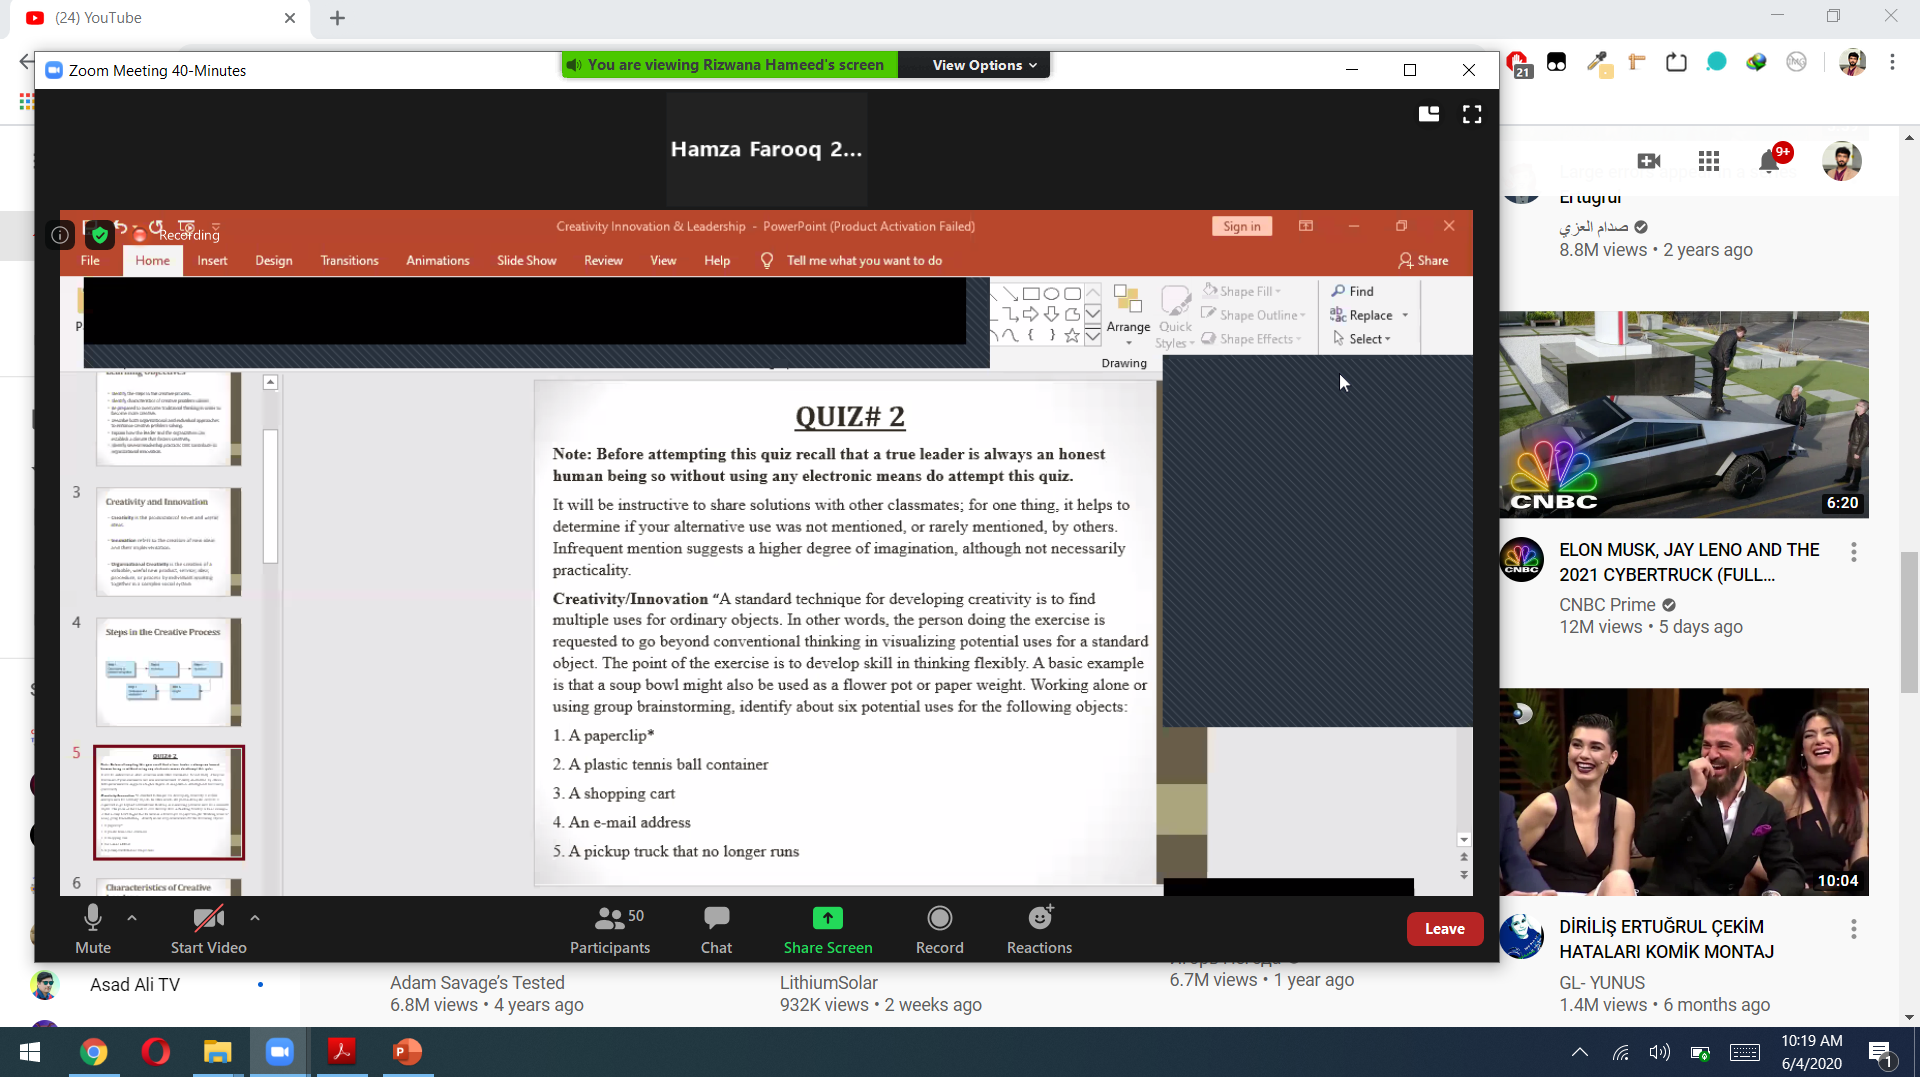 (24) YouTube
Zoom Meeting 40-Minutes
You are viewing Rizwana Hameed's screen
View Options
21
Hamza Farooq 2...
Recording
Creativity Innovation & Leadership - PowerPoint (Product Activation Failed)
Sign in
File
Home
Insert
Design
Transitions
Animations
Slide Show
Review
View
Help
Tell me what you want to do
Share
Arrange
Quick
Styles
Shape Fill
Shape Outline
Shape Effects
Find
Replace
Select
Drawing
Learning Objectives
3
Creativity and Innovation
4
Steps in the Creative Process
5
QUIZ# 2
6
Characteristics of Creative
QUIZ# 2
Note: Before attempting this quiz recall that a true leader is always an honest
human being so without using any electronic means do attempt this quiz.
It will be instructive to share solutions with other classmates; for one thing, it helps to
determine if your alternative use was not mentioned, or rarely mentioned, by others.
Infrequent mention suggests a higher degree of imagination, although not necessarily
practicality.
Creativity/Innovation “A standard technique for developing creativity is to find
multiple uses for ordinary objects. In other words, the person doing the exercise is
requested to go beyond conventional thinking in visualizing potential uses for a standard
object. The point of the exercise is to develop skill in thinking flexibly. A basic example
is that a soup bowl might also be used as a flower pot or paper weight. Working alone or
using group brainstorming, identify about six potential uses for the following objects:
1. A paperclip*
2. A plastic tennis ball container
3. A shopping cart
4. An e-mail address
5. A pickup truck that no longer runs
Mute
Start Video
50
Participants
Chat
Share Screen
Record
Reactions
Leave
9+
Ertuğrul
صدام العزي
8.8M views • 2 years ago
CNBC
6:20
CNBC
ELON MUSK, JAY LENO AND THE
2021 CYBERTRUCK (FULL...
CNBC Prime
12M views • 5 days ago
10:04
DİRİLİŞ ERTUĞRUL ÇEKİM
HATALARI KOMİK MONTAJ
GL- YUNUS
1.4M views • 6 months ago
Asad Ali TV
Adam Savage’s Tested
6.8M views • 4 years ago
LithiumSolar
932K views • 2 weeks ago
6.7M views • 1 year ago
10:19 AM
6/4/2020
1